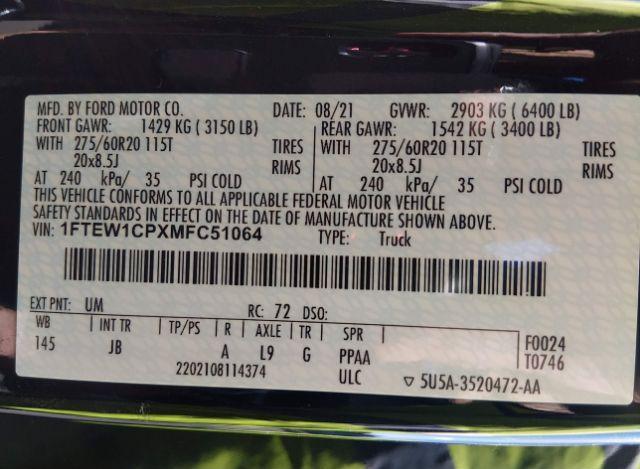 MFD. BY FORD MOTOR CO. DATE: 08/21 GVWR: 2903 KG ( 6400 LB)
FRONT GAWR: 1429 KG ( 3150 LB) REAR GAWR: 1542 KG ( 3400 LB)
WITH 275/60R20 115T TIRES WITH 275/60R20 115T TIRES
20x8.5J RIMS 20x8.5J RIMS
AT 240 kPa/ 35 PSI COLD AT 240 kPa/ 35 PSI COLD
THIS VEHICLE CONFORMS TO ALL APPLICABLE FEDERAL MOTOR VEHICLE
SAFETY STANDARDS IN EFFECT ON THE DATE OF MANUFACTURE SHOWN ABOVE.
VIN: 1FTEW1CPXMFC51064 TYPE: Truck
EXT PNT: UM RC: 72 DSO:
WB INT TR TP/PS R AXLE TR SPR F0024
145 JB A L9 G PPAA T0746
2202108114374 ULC ▽ 5U5A-3520472-AA